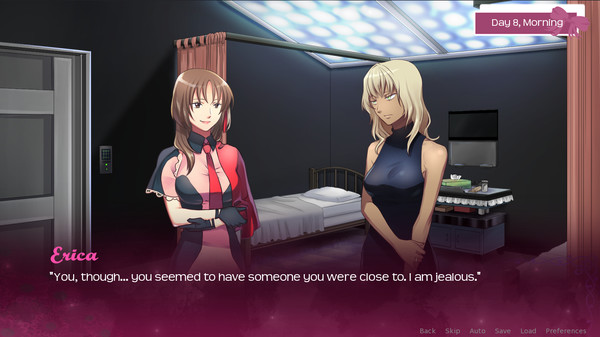 Day 8, Morning
Erica
"You, though... you seemed to have someone you were close to. I am jealous."
Back Skip Auto Save Load Preferences